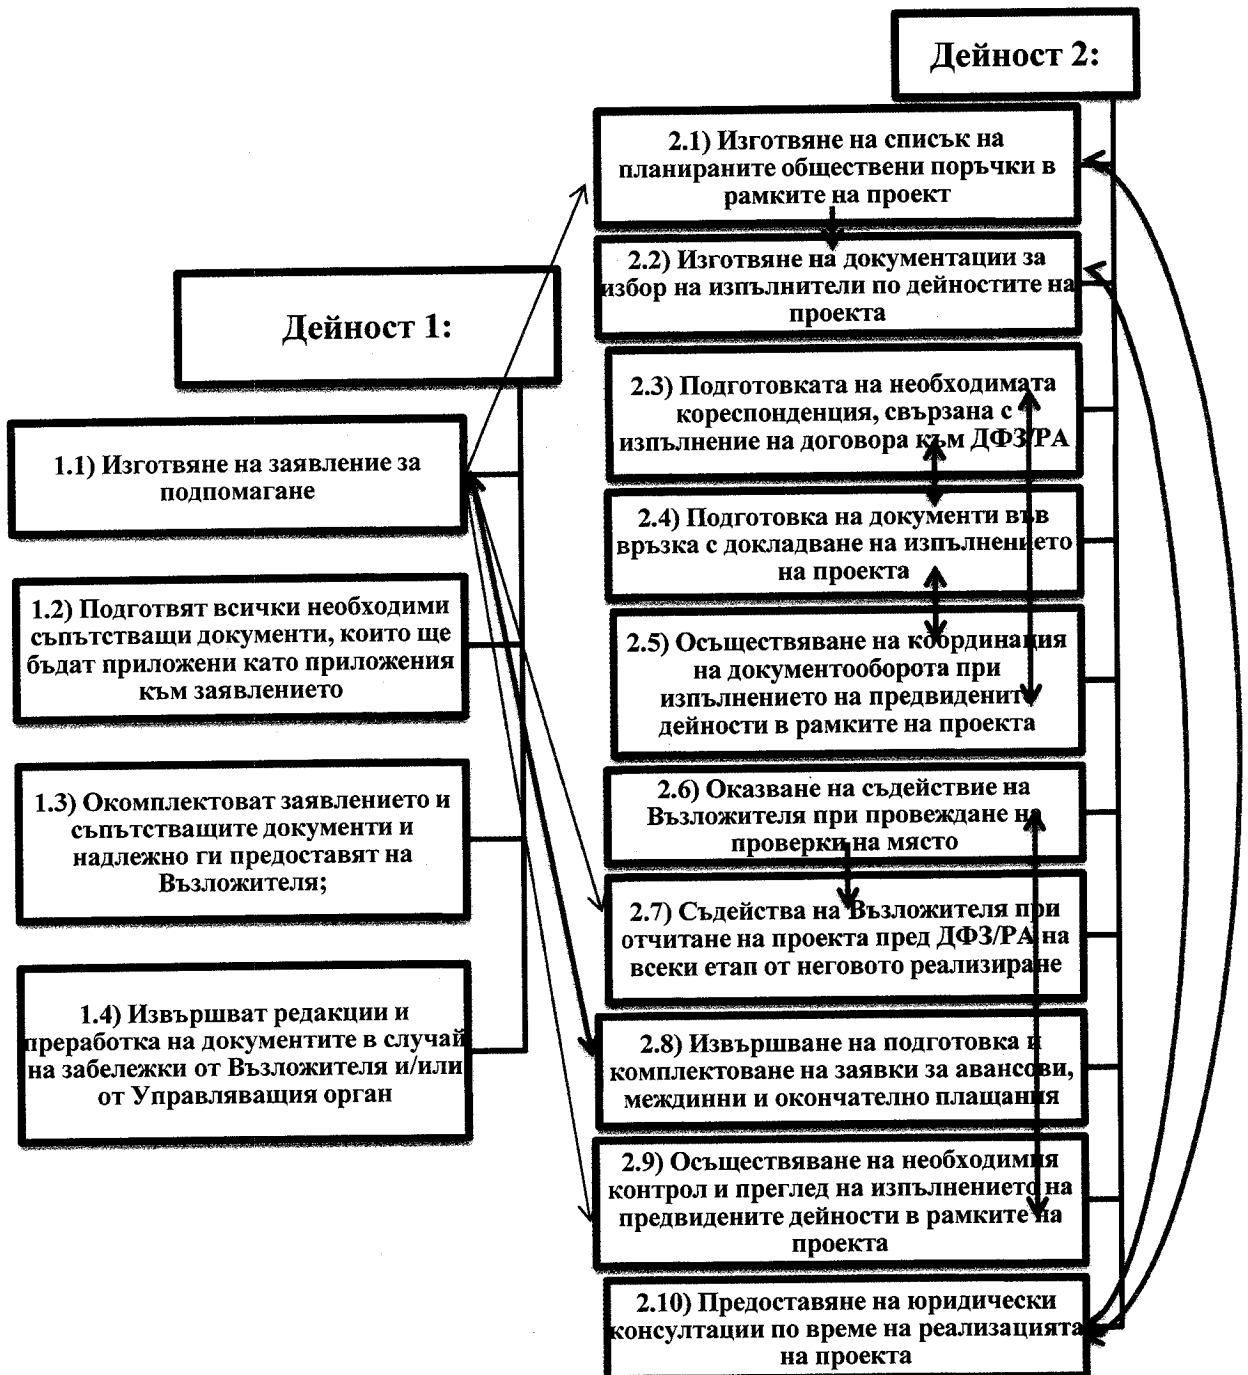 Дейност 1:
1.1) Изготвяне на заявление за
подпомагане
1.2) Подготвят всички необходими
съпътстващи документи, които ще
бъдат приложени като приложения
към заявлението
1.3) Окомплектоват заявлението и
съпътстващите документи и
надлежно ги предоставят на
Възложителя;
1.4) Извършват редакции и
преработка на документите в случай
на забележки от Възложителя и/или
от Управляващия орган
Дейност 2:
2.1) Изготвяне на списък на
планираните обществени поръчки в
рамките на проект
2.2) Изготвяне на документации за
избор на изпълнители по дейностите на
проекта
2.3) Подготовката на необходимата
кореспонденция, свързана с
изпълнение на договора към ДФЗ/РА
2.4) Подготовка на документи във
връзка с докладване на изпълнението
на проекта
2.5) Осъществяване на координация
на документооборота при
изпълнението на предвидените
дейности в рамките на проекта
2.6) Оказване на съдействие на
Възложителя при провеждане на
проверки на място
2.7) Съдейства на Възложителя при
отчитане на проекта пред ДФЗ/РА на
всеки етап от неговото реализиране
2.8) Извършване на подготовка и
комплектоване на заявки за авансови,
междинни и окончателно плащания
2.9) Осъществяване на необходимия
контрол и преглед на изпълнението на
предвидените дейности в рамките на
проекта
2.10) Предоставяне на юридически
консултации по време на реализацията
на проекта